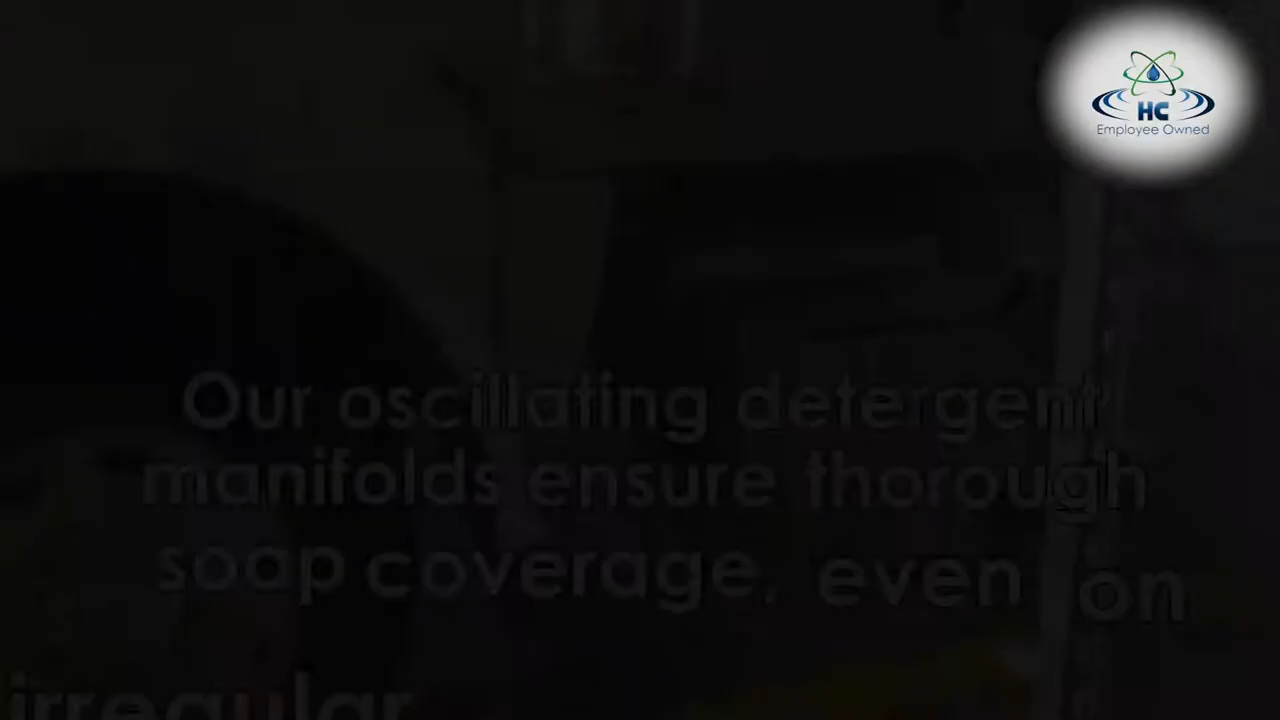 HC
Employee Owned
Our oscillating detergent
manifolds ensure thorough
soap coverage, even on
irregular